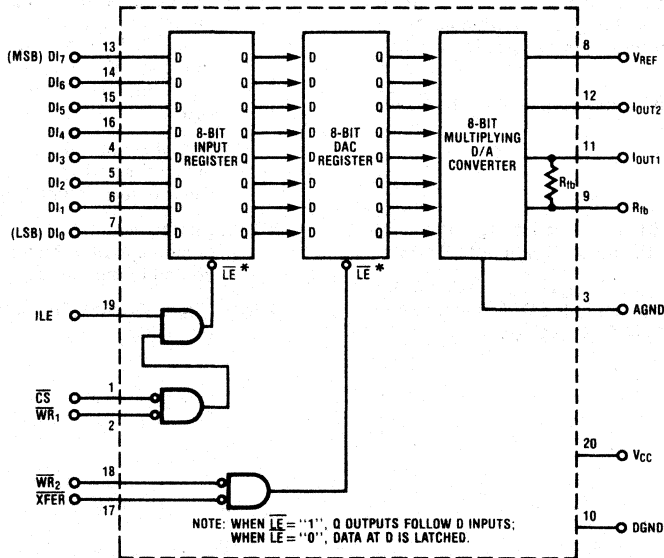 (MSB) DI7 13 D Q
DI6 14 D Q
DI5 15 D Q
DI4 16 D Q
DI3 4 D Q
DI2 5 D Q
DI1 6 D Q
(LSB) DI0 7 D Q
8-BIT
INPUT
REGISTER
D Q
D Q
D Q
D Q
D Q
D Q
D Q
D Q
8-BIT
DAC
REGISTER
8-BIT
MULTIPLYING
D/A
CONVERTER
8 VREF
12 IOUT2
11 IOUT1
Rfb
9 Rfb
3 AGND
LE *
LE *
ILE 19
CS 1
WR1 2
WR2 18
XFER 17
20 VCC
10 DGND
NOTE: WHEN LE = "1", Q OUTPUTS FOLLOW D INPUTS;
WHEN LE = "0", DATA AT D IS LATCHED.